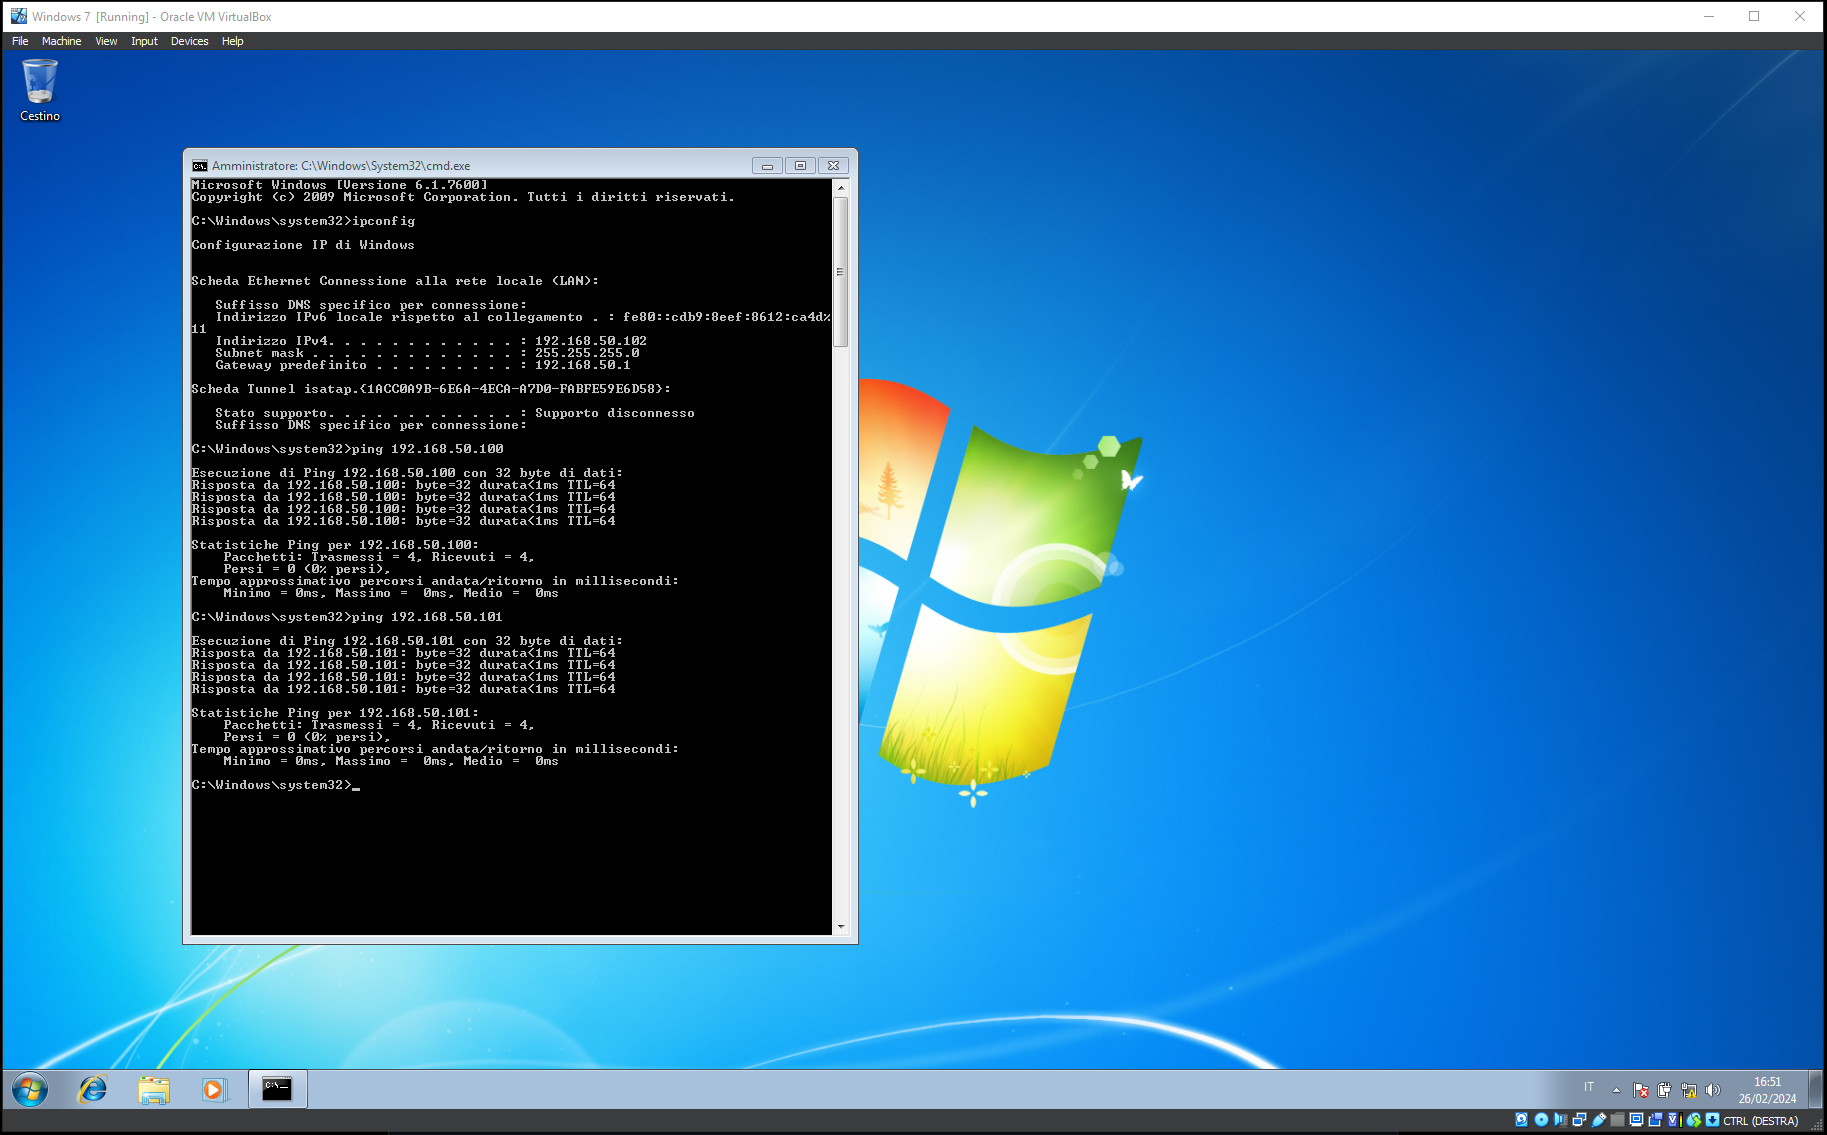 Windows 7 [Running] - Oracle VM VirtualBox
File Machine View Input Devices Help
Cestino
Amministratore: C:\Windows\System32\cmd.exe
Microsoft Windows [Versione 6.1.7600]
Copyright (c) 2009 Microsoft Corporation. Tutti i diritti riservati.
C:\Windows\system32>ipconfig
Configurazione IP di Windows
Scheda Ethernet Connessione alla rete locale (LAN):
Suffisso DNS specifico per connessione:
Indirizzo IPv6 locale rispetto al collegamento . : fe80::cdb9:8eef:8612:ca4d%
11
Indirizzo IPv4. . . . . . . . . . . . : 192.168.50.102
Subnet mask . . . . . . . . . . . . . : 255.255.255.0
Gateway predefinito . . . . . . . . . : 192.168.50.1
Scheda Tunnel isatap.{1ACC0A9B-6E6A-4ECA-A7D0-FABFE59E6D58}:
Stato supporto. . . . . . . . . . . . : Supporto disconnesso
Suffisso DNS specifico per connessione:
C:\Windows\system32>ping 192.168.50.100
Esecuzione di Ping 192.168.50.100 con 32 byte di dati:
Risposta da 192.168.50.100: byte=32 durata<1ms TTL=64
Risposta da 192.168.50.100: byte=32 durata<1ms TTL=64
Risposta da 192.168.50.100: byte=32 durata<1ms TTL=64
Risposta da 192.168.50.100: byte=32 durata<1ms TTL=64
Statistiche Ping per 192.168.50.100:
Pacchetti: Trasmessi = 4, Ricevuti = 4,
Persi = 0 (0% persi),
Tempo approssimativo percorsi andata/ritorno in millisecondi:
Minimo = 0ms, Massimo =  0ms, Medio =  0ms
C:\Windows\system32>ping 192.168.50.101
Esecuzione di Ping 192.168.50.101 con 32 byte di dati:
Risposta da 192.168.50.101: byte=32 durata<1ms TTL=64
Risposta da 192.168.50.101: byte=32 durata<1ms TTL=64
Risposta da 192.168.50.101: byte=32 durata<1ms TTL=64
Risposta da 192.168.50.101: byte=32 durata<1ms TTL=64
Statistiche Ping per 192.168.50.101:
Pacchetti: Trasmessi = 4, Ricevuti = 4,
Persi = 0 (0% persi),
Tempo approssimativo percorsi andata/ritorno in millisecondi:
Minimo = 0ms, Massimo =  0ms, Medio =  0ms
C:\Windows\system32>_
IT
16:51
26/02/2024
CTRL (DESTRA)